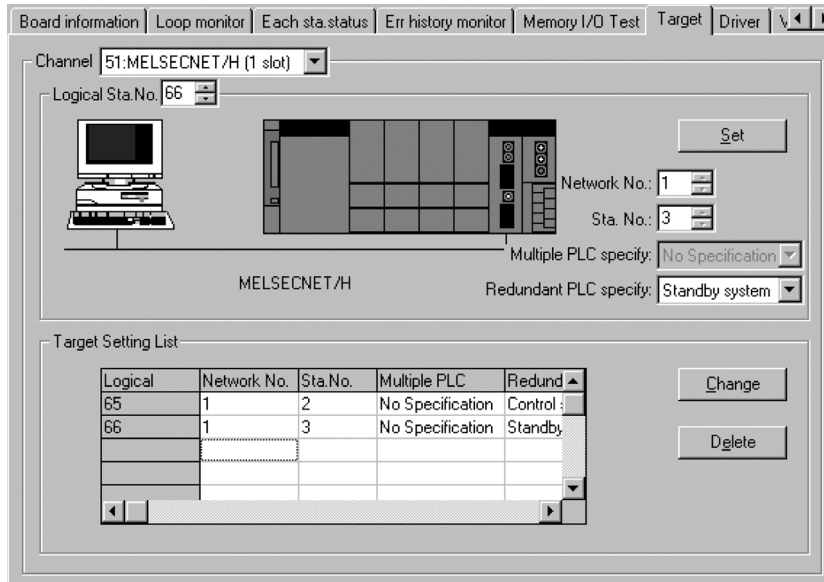 Board information Loop monitor Each sta.status Err history monitor Memory I/O Test Target Driver
Channel 51:MELSECNET/H (1 slot)
Logical Sta.No. 66
Set
Network No.: 1
Sta. No.: 3
Multiple PLC specify: No Specification
MELSECNET/H
Redundant PLC specify: Standby system
Target Setting List
Logical Network No. Sta.No. Multiple PLC Redund
65 1 2 No Specification Control
66 1 3 No Specification Standby
Change
Delete